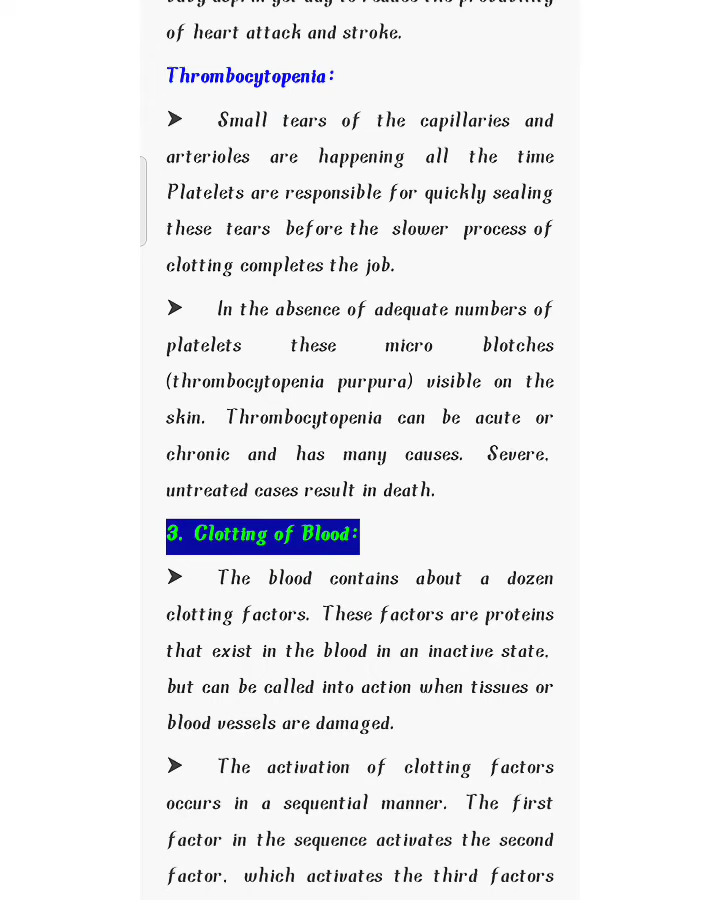 of heart attack and stroke.
Thrombocytopenia:
➤ Small tears of the capillaries and
arterioles are happening all the time
Platelets are responsible for quickly sealing
these tears before the slower process of
clotting completes the job.
➤ In the absence of adequate numbers of
platelets these micro blotches
(thrombocytopenia purpura) visible on the
skin. Thrombocytopenia can be acute or
chronic and has many causes. Severe,
untreated cases result in death.
3. Clotting of Blood:
➤ The blood contains about a dozen
clotting factors. These factors are proteins
that exist in the blood in an inactive state,
but can be called into action when tissues or
blood vessels are damaged.
➤ The activation of clotting factors
occurs in a sequential manner. The first
factor in the sequence activates the second
factor, which activates the third factors